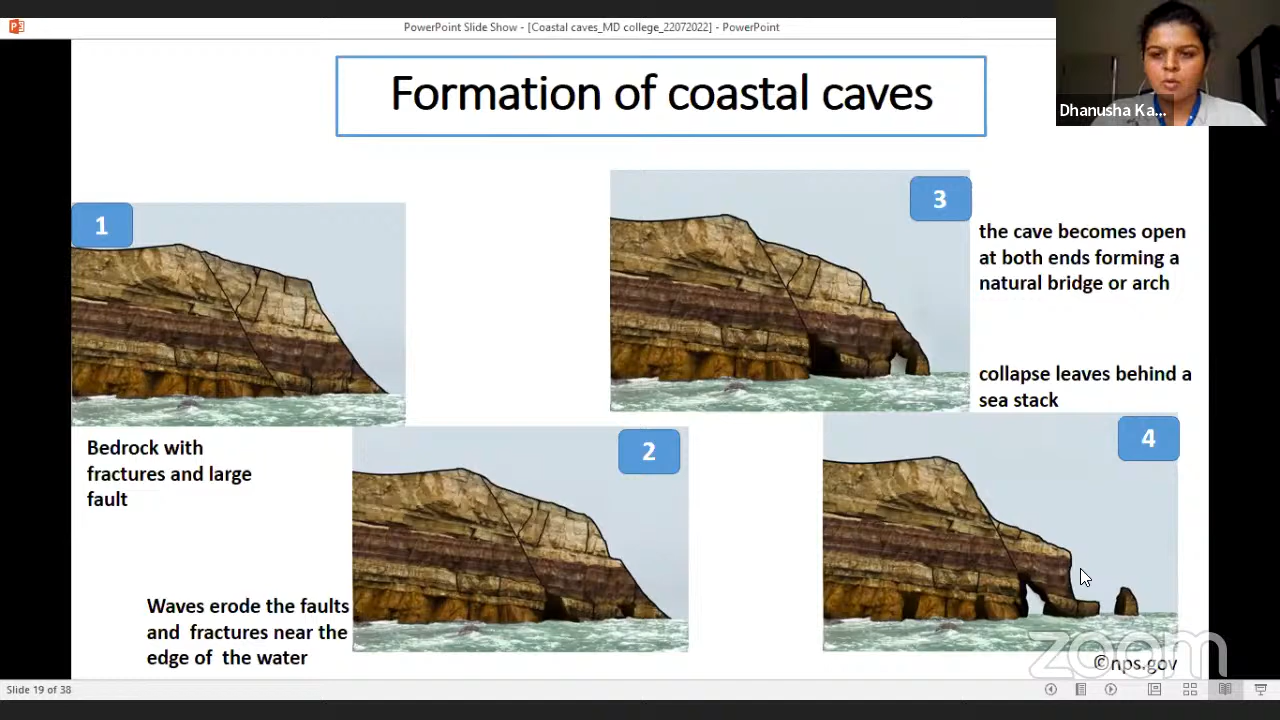 PowerPoint Slide Show - [Coastal caves_MD college_22072022] - PowerPoint
Dhanusha Ka...
Formation of coastal caves
1
Bedrock with
fractures and large
fault
2
Waves erode the faults
and fractures near the
edge of the water
3
the cave becomes open
at both ends forming a
natural bridge or arch
collapse leaves behind a
sea stack
4
©nps.gov
zoom
Slide 19 of 38